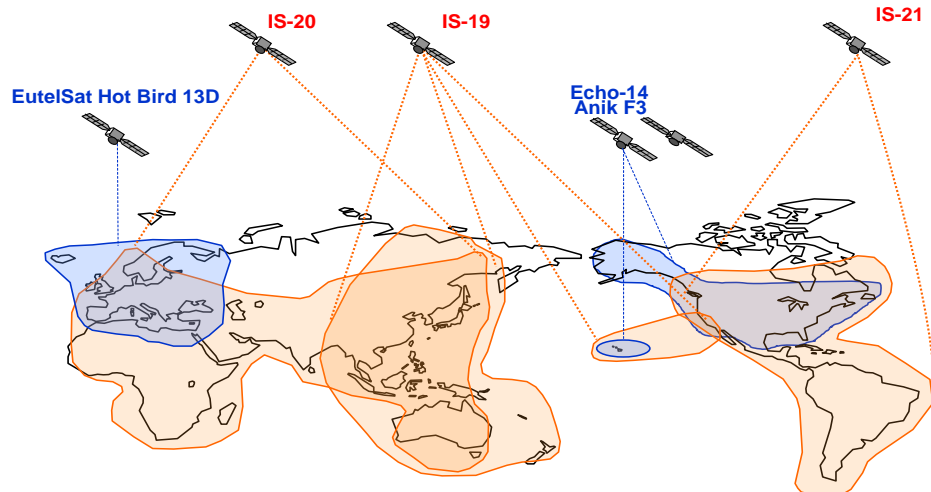 IS-20
IS-19
IS-21
EutelSat Hot Bird 13D
Echo-14
Anik F3